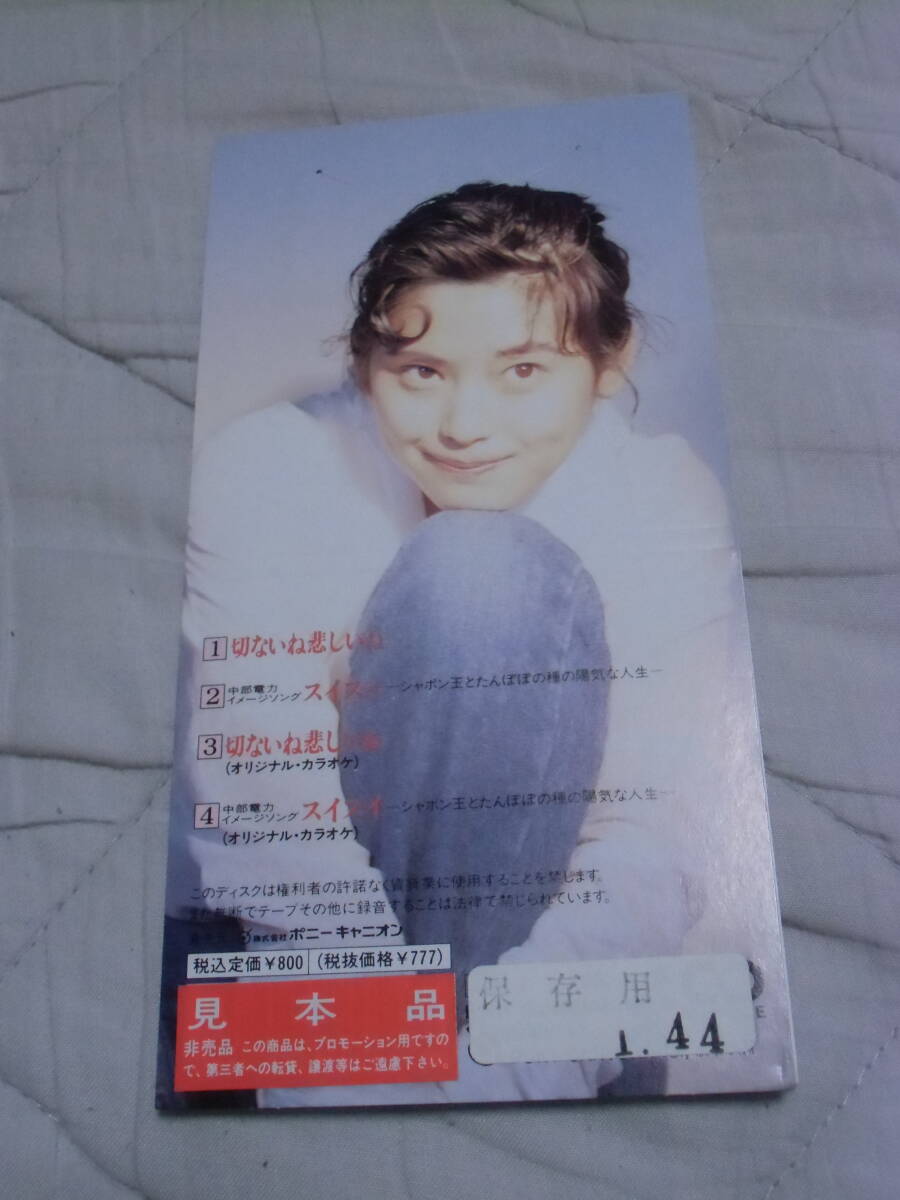 1 切ないね悲しいね
2 中部電力 イメージソング スイスイ —シャボン玉とたんぽぽの種の陽気な人生—
3 切ないね悲しいね
(オリジナル・カラオケ)
4 中部電力 イメージソング スイスイ —シャボン玉とたんぽぽの種の陽気な人生—
(オリジナル・カラオケ)
このディスクは権利者の許諾なく賃貸業に使用することを禁じます。
また無断でテープその他に録音することは法律で禁じられています。
株式会社 ポニーキャニオン
税込定価¥800 (税抜価格¥777)
見本品
非売品 この商品は、プロモーション用ですの
で、第三者への転貸、譲渡等はご遠慮下さい。
保存用
1.44